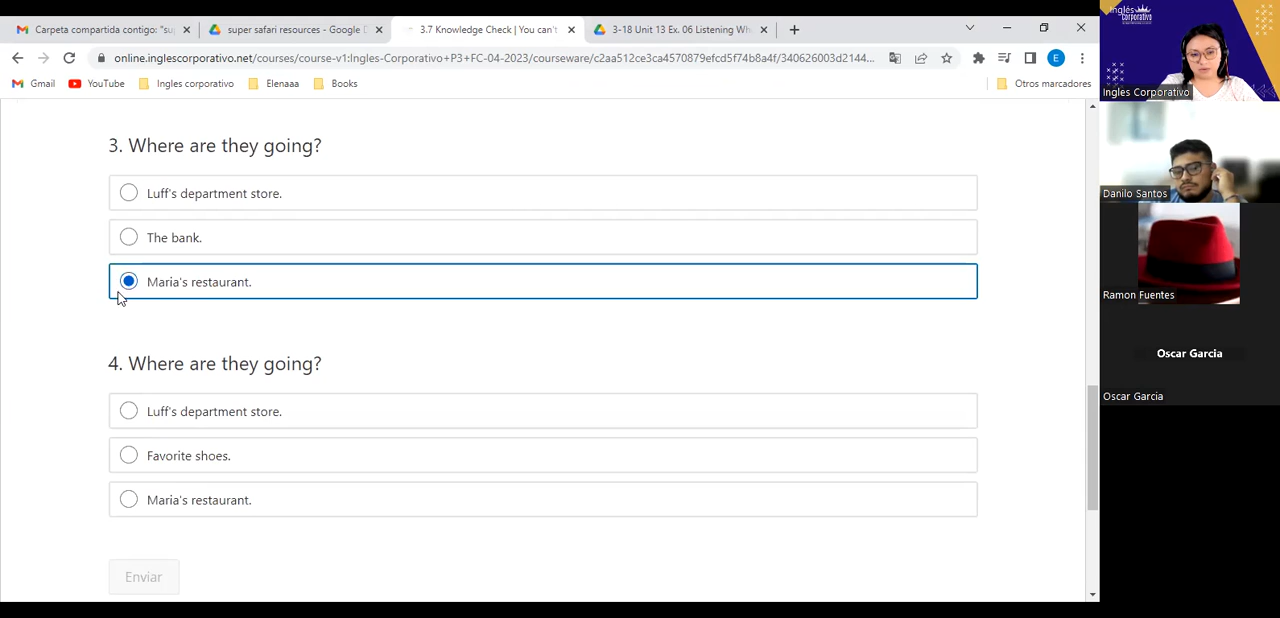 Carpeta compartida contigo: "su
super safari resources - Google D
3.7 Knowledge Check | You can't
3-18 Unit 13 Ex. 06 Listening Wh
online.inglescorporativo.net/courses/course-v1:Ingles-Corporativo+P3+FC-04-2023/courseware/c2aa512ce3ca4570879efcd5f74b8a4f/340626003d2144...
E
Gmail
YouTube
Ingles corporativo
Elenaaa
Books
Otros marcadores
3. Where are they going?
Luff's department store.
The bank.
Maria's restaurant.
4. Where are they going?
Luff's department store.
Favorite shoes.
Maria's restaurant.
Enviar
Inglés
Corporativo
Ingles Corporativo
Danilo Santos
Ramon Fuentes
Oscar Garcia
Oscar Garcia